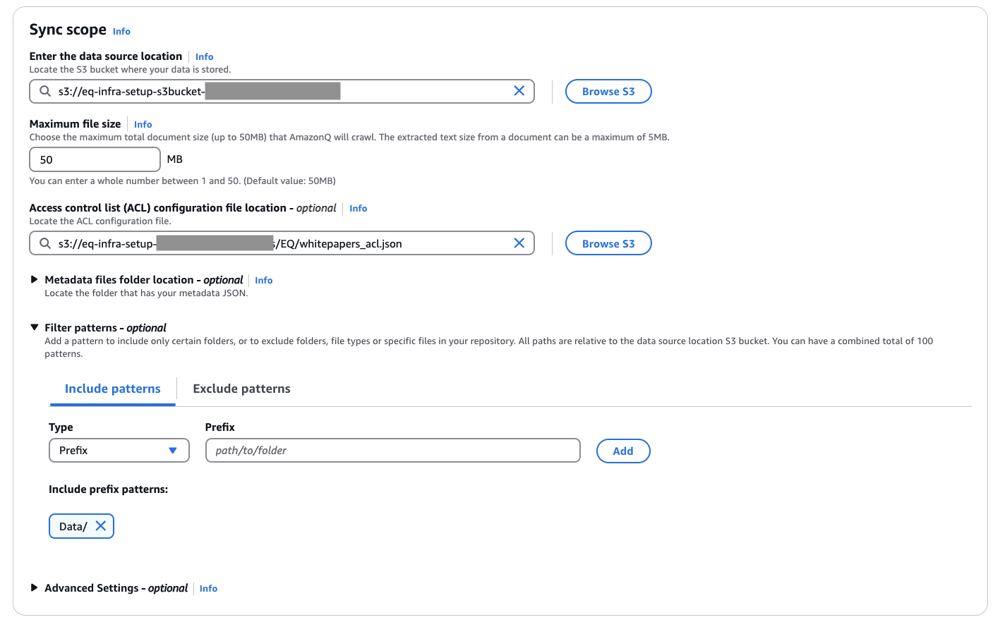 Sync scope Info
Enter the data source location Info
Locate the S3 bucket where your data is stored.
s3://eq-infra-setup-s3bucket- Browse S3
Maximum file size Info
Choose the maximum total document size (up to 50MB) that AmazonQ will crawl. The extracted text size from a document can be a maximum of 5MB.
50 MB
You can enter a whole number between 1 and 50. (Default value: 50MB)
Access control list (ACL) configuration file location - optional Info
Locate the ACL configuration file.
s3://eq-infra-setup- s/EQ/whitepapers_acl.json Browse S3
Metadata files folder location - optional Info
Locate the folder that has your metadata JSON.
Filter patterns - optional
Add a pattern to include only certain folders, or to exclude folders, file types or specific files in your repository. All paths are relative to the data source location S3 bucket. You can have a combined total of 100
patterns.
Include patterns Exclude patterns
Type Prefix
Prefix path/to/folder Add
Include prefix patterns:
Data/
Advanced Settings - optional Info